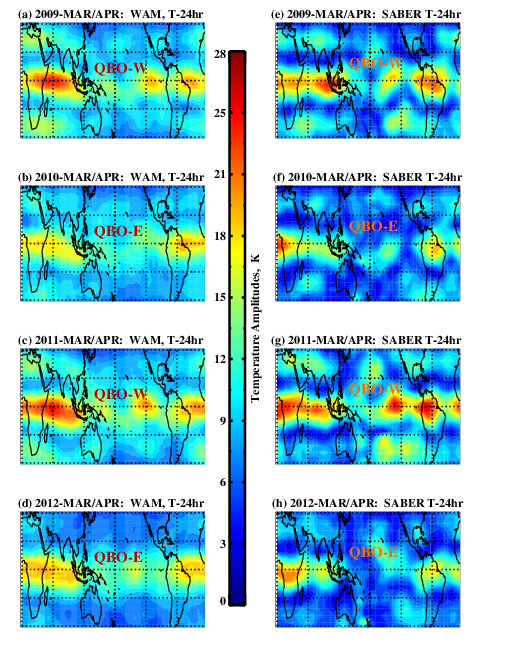 (a) 2009-MAR/APR: WAM, T-24hr
(e) 2009-MAR/APR: SABER T-24hr
QBO-W
QBO-W
28
25
21
18
15
12
9
6
3
0
Temperature Amplitudes, K
(b) 2010-MAR/APR: WAM, T-24hr
(f) 2010-MAR/APR: SABER T-24hr
QBO-E
QBO-E
(c) 2011-MAR/APR: WAM, T-24hr
(g) 2011-MAR/APR: SABER T-24hr
QBO-W
QBO-W
(d) 2012-MAR/APR: WAM, T-24hr
(h) 2012-MAR/APR: SABER T-24hr
QBO-E
QBO-E